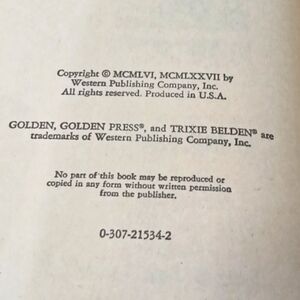 Copyright © MCMLVI, MCMLXXVII by
Western Publishing Company, Inc.
All rights reserved. Produced in U.S.A.
GOLDEN, GOLDEN PRESS®, and TRIXIE BELDEN® are
trademarks of Western Publishing Company, Inc.
No part of this book may be reproduced or
copied in any form without written permission
from the publisher.
0-307-21534-2